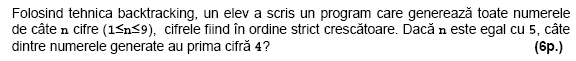 Folosind tehnica backtracking, un elev a scris un program care generează toate numerele
de câte n cifre (1≤n≤9), cifrele fiind în ordine strict crescătoare. Dacă n este egal cu 5, câte
dintre numerele generate au prima cifră 4? (6p.)